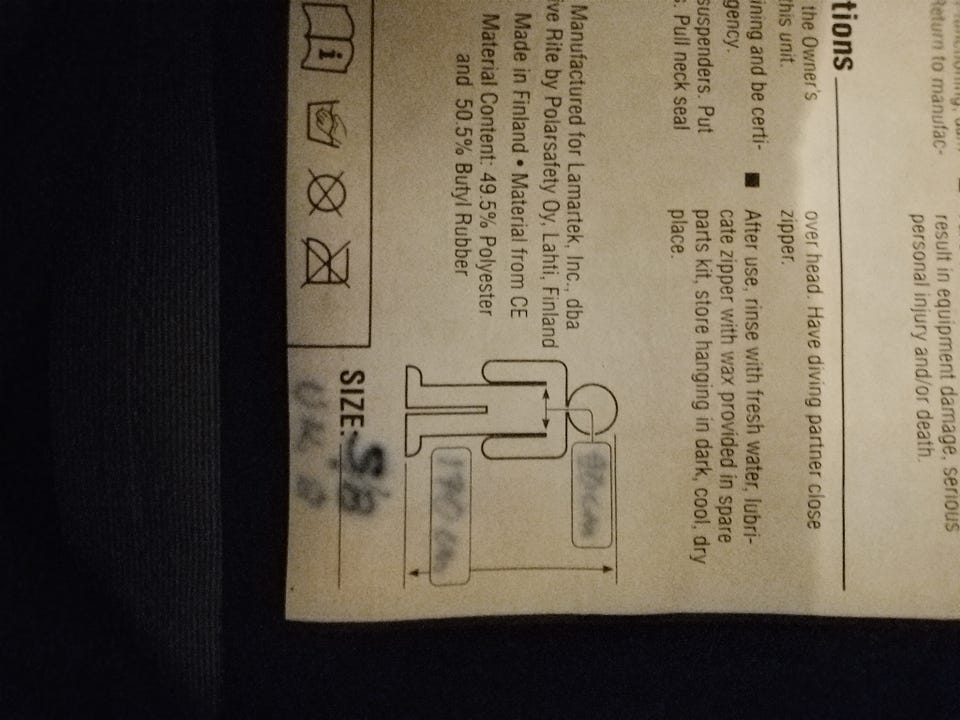 tions
the Owner's
this unit.
ining and be certi-
gency.
suspenders. Put
s. Pull neck seal
over head. Have diving partner close
zipper.
■ After use, rinse with fresh water, lubri-
cate zipper with wax provided in spare
parts kit, store hanging in dark, cool, dry
place.
Return to manufac-
result in equipment damage, serious
personal injury and/or death.
Manufactured for Lamartek, Inc., dba
ive Rite by Polarsafety Oy, Lahti, Finland
Made in Finland • Material from CE
Material Content: 49.5% Polyester
and 50.5% Butyl Rubber
i
SIZE: